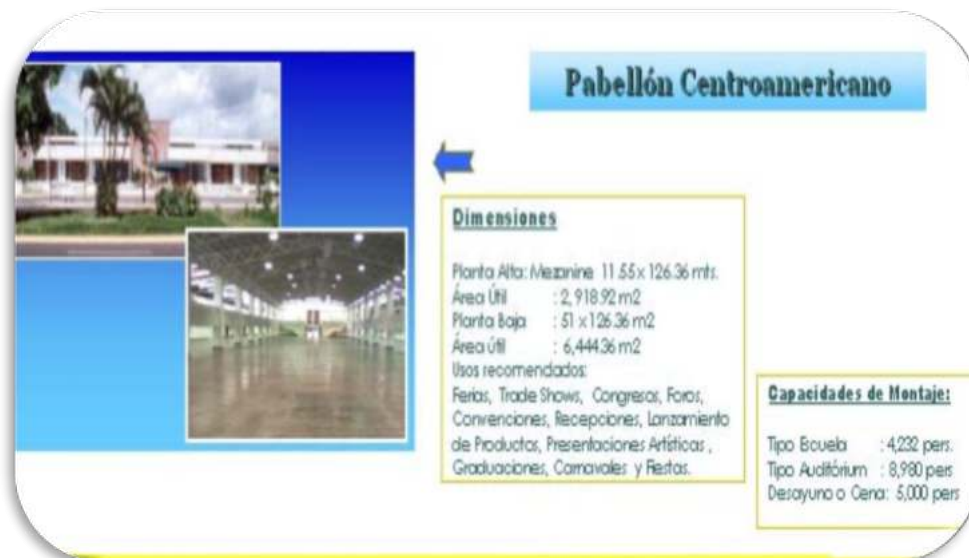 Pabellón Centroamericano
Dimensiones
Planta Alta: Mezanine 11.55 x 126.36 mts.
Área Útil : 2,918.92 m2
Planta Baja : 51 x 126.36 m2
Área útil : 6,444.36 m2
Usos recomendados:
Ferias, Trade Shows, Congresos, Foros,
Convenciones, Recepciones, Lanzamiento
de Productos, Presentaciones Artísticas ,
Graduaciones, Carnavales y Fiestas.
Capacidades de Montaje:
Tipo Escuela : 4,232 pers.
Tipo Auditórium : 8,980 pers
Desayuno o Cena: 5,000 pers